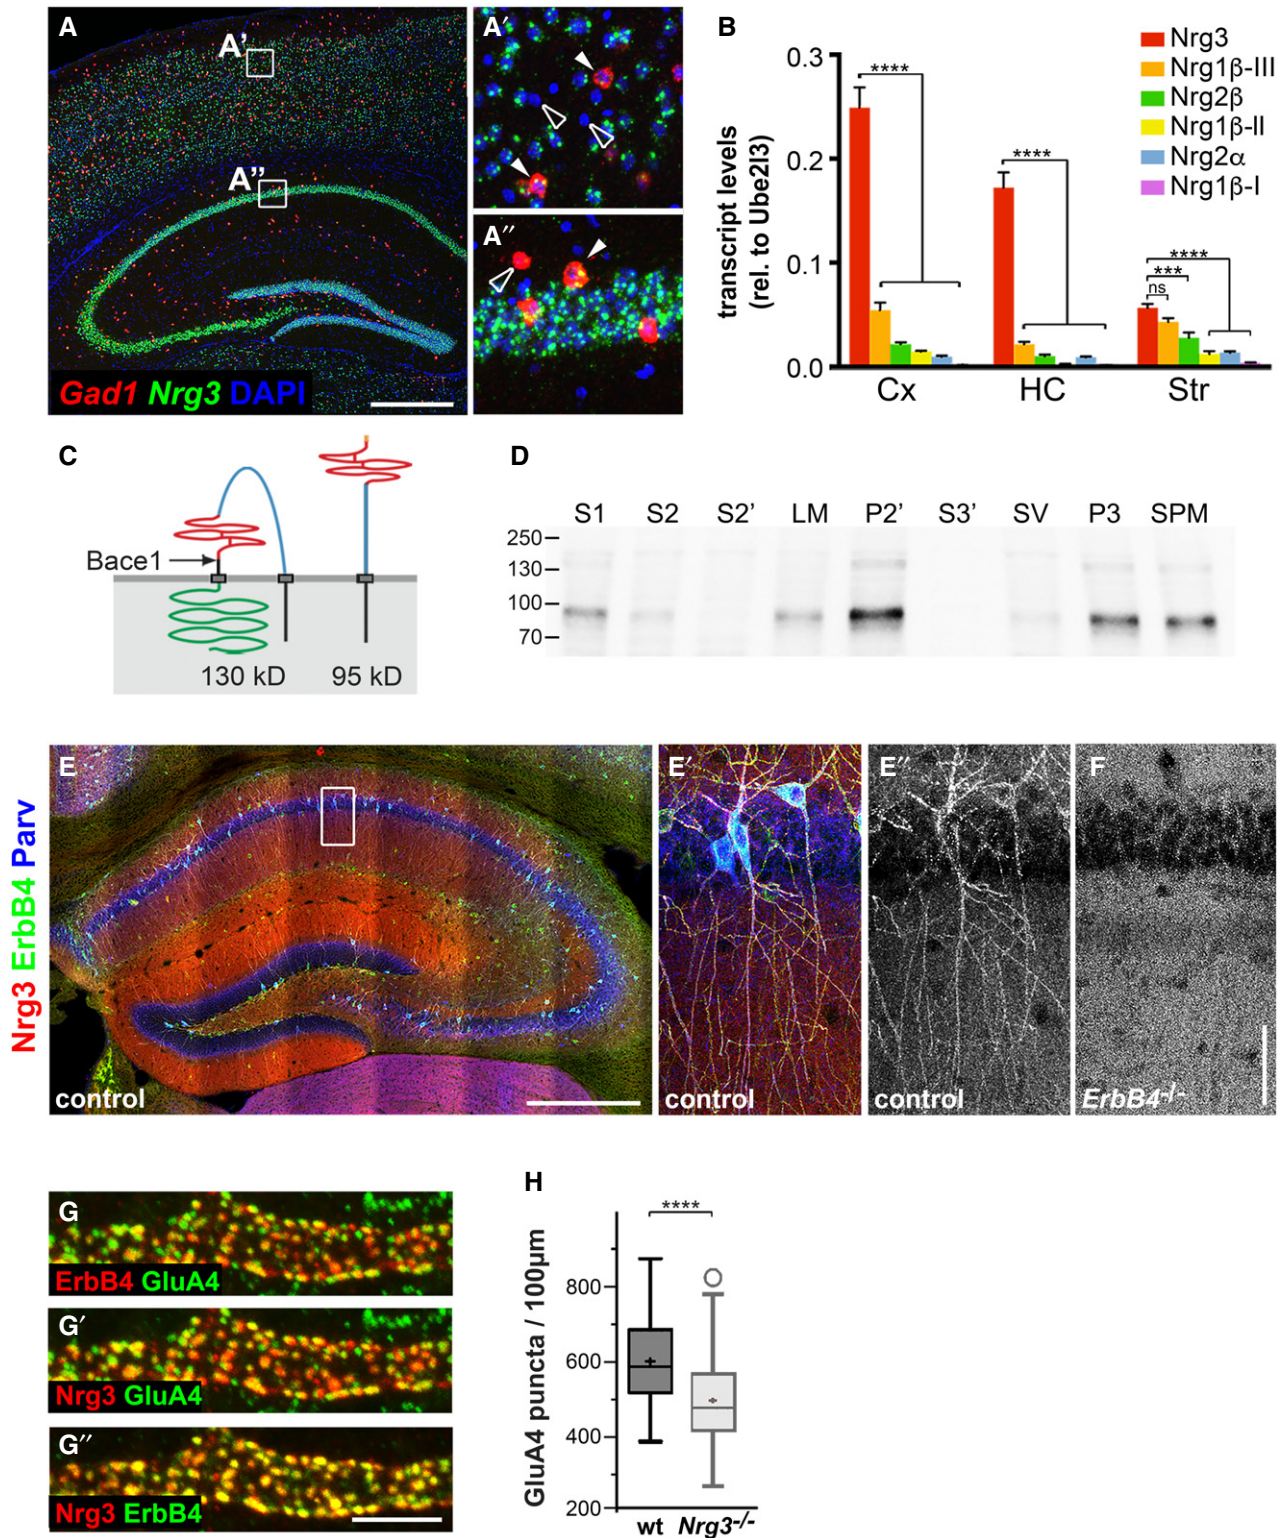 A
A'
A''
Gad1 Nrg3 DAPI
A′
A″
B
transcript levels
(rel. to Ube2l3)
0.3
0.2
0.1
0.0
****
****
****
***
ns
Cx
HC
Str
Nrg3
Nrg1β-III
Nrg2β
Nrg1β-II
Nrg2α
Nrg1β-I
C
Bace1
130 kD
95 kD
D
S1 S2 S2' LM P2' S3' SV P3 SPM
250
130
100
70
Nrg3 ErbB4 Parv
E
control
E′
control
E″
control
F
ErbB4-/-
G
ErbB4 GluA4
G′
Nrg3 GluA4
G″
Nrg3 ErbB4
H
****
GluA4 puncta / 100µm
800
600
400
200
wt
Nrg3-/-